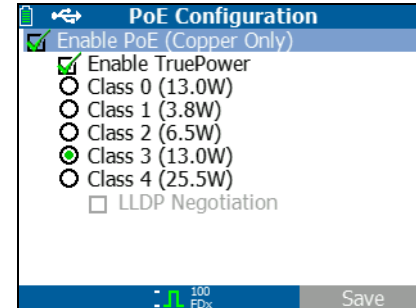 PoE Configuration
Enable PoE (Copper Only)
Enable TruePower
Class 0 (13.0W)
Class 1 (3.8W)
Class 2 (6.5W)
Class 3 (13.0W)
Class 4 (25.5W)
LLDP Negotiation
100
FDx
Save